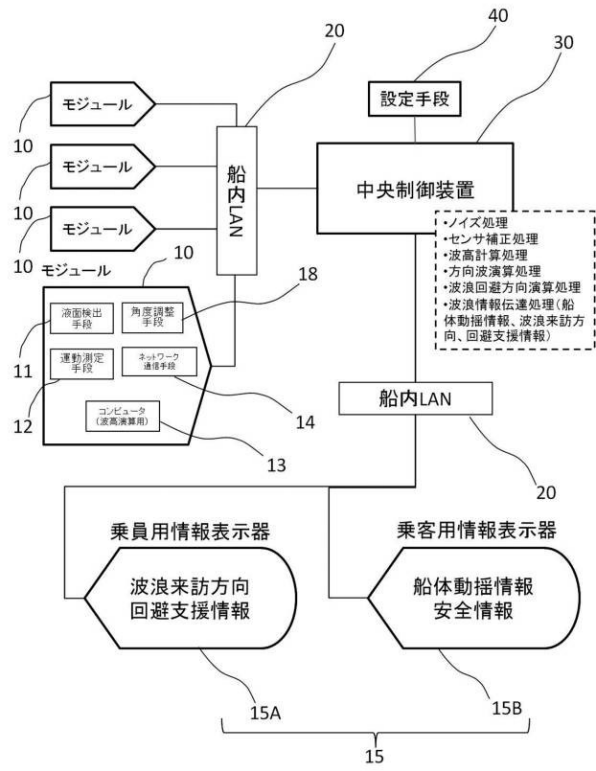 20
40
30
モジュール
設定手段
10
モジュール
船内LAN
中央制御装置
10
モジュール
・ノイズ処理
・センサ補正処理
・波高計算処理
・方向波演算処理
・波浪回避方向演算処理
・波浪情報伝達処理(船
体動揺情報、波浪来訪方
向、回避支援情報)
10
モジュール
10
18
液面検出
手段
角度調整
手段
11
運動測定
手段
ネットワーク
通信手段
12
14
コンピュータ
(波高演算用)
13
船内LAN
20
乗員用情報表示器
乗客用情報表示器
波浪来訪方向
回避支援情報
船体動揺情報
安全情報
15A
15B
15